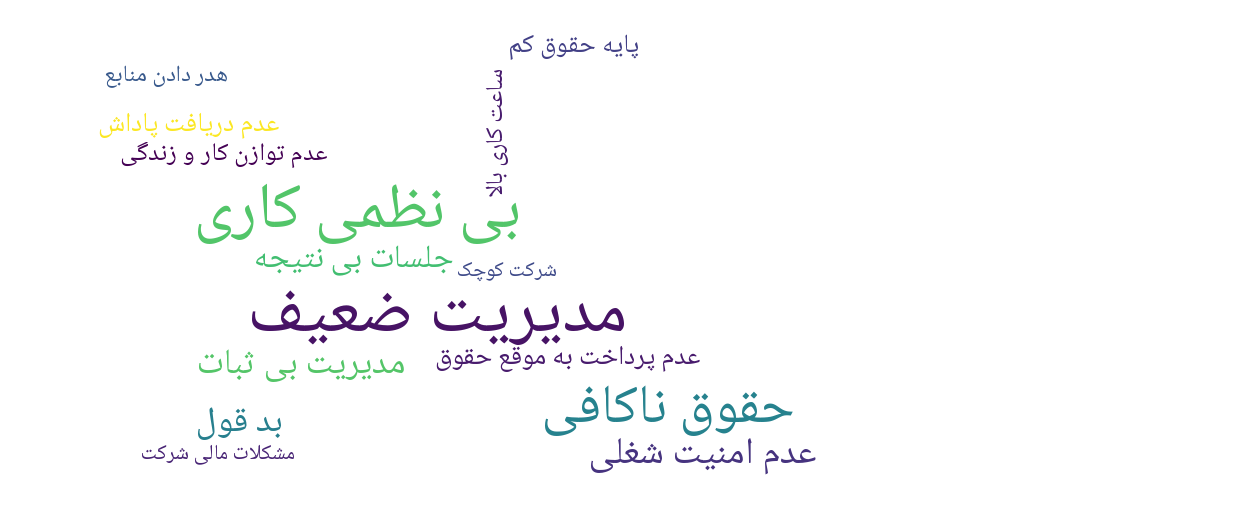 پایه حقوق کم
هدر دادن منابع
ساعت کاری بالا
عدم دریافت پاداش
عدم توازن کار و زندگی
بی نظمی کاری
جلسات بی نتیجه
شرکت کوچک
مدیریت ضعیف
عدم پرداخت به موقع حقوق
مدیریت بی ثبات
حقوق ناکافی
بد قول
عدم امنیت شغلی
مشکلات مالی شرکت